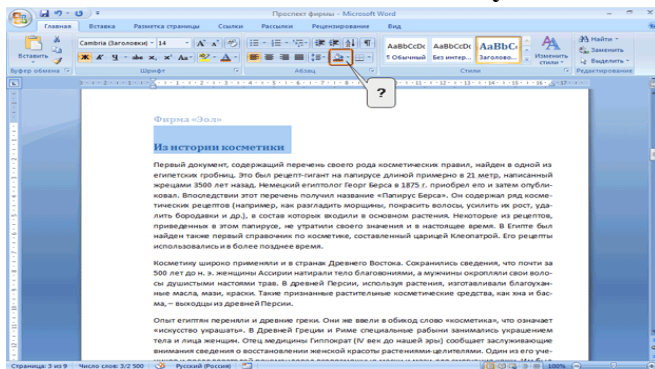 Проспект фирмы - Microsoft Word
Главная Вставка Разметка страницы Ссылки Рассылки Рецензирование Вид
Вставить
Cambria (Заголовки) 14
Ж К Ч abc x, x² Aa
AaBbCcDc AaBbCcDc AaBbC
¶ Обычный Без интер... Заголово...
Изменить стили
Найти
Заменить
Выделить
Буфер обмена Шрифт Абзац Стили Редактирование
?
Фирма «Зол»
Из истории косметики
Первый документ, содержащий перечень своего рода косметических правил, найден в одной из
египетских гробниц. Это был рецепт-гигант на папирусе длиной примерно в 21 метр, написанный
жрецами 3500 лет назад. Немецкий египтолог Георг Берса в 1875 г. приобрел его и затем опубли-
ковал. Впоследствии этот перечень получил название «Папирус Берса». Он содержал ряд косме-
тических рецептов (например, как разгладить морщины, покрасить волосы, усилить их рост, уда-
лить бородавки и др.), в состав которых входили в основном растения. Некоторые из рецептов,
приведенных в этом папирусе, не утратили своего значения и в настоящее время. В Египте был
найден также первый справочник по косметике, составленный царицей Клеопатрой. Его рецепты
использовались и в более позднее время.
Косметику широко применяли и в странах Древнего Востока. Сохранились сведения, что почти за
500 лет до н. э. женщины Ассирии натирали тело благовониями, а мужчины окропляли свои воло-
сы душистыми настоями трав. В древней Персии, используя растения, изготавливали благоухан-
ные масла, мази, краски. Такие признанные растительные косметические средства, как хна и бас-
ма, – выходцы из древней Персии.
Опыт египтян переняли и древние греки. Они же ввели в обиход слово «косметика», что означает
«искусство украшать». В Древней Греции и Риме специальные рабыни занимались украшением
тела и лица женщин. Отец медицины Гиппократ (IV век до нашей эры) сообщает заслуживающие
внимания сведения о восстановлении женской красоты растениями-целителями. Один из его уче-
Страница: 3 из 9 Число слов: 3/2 500 Русский (Россия) 100%